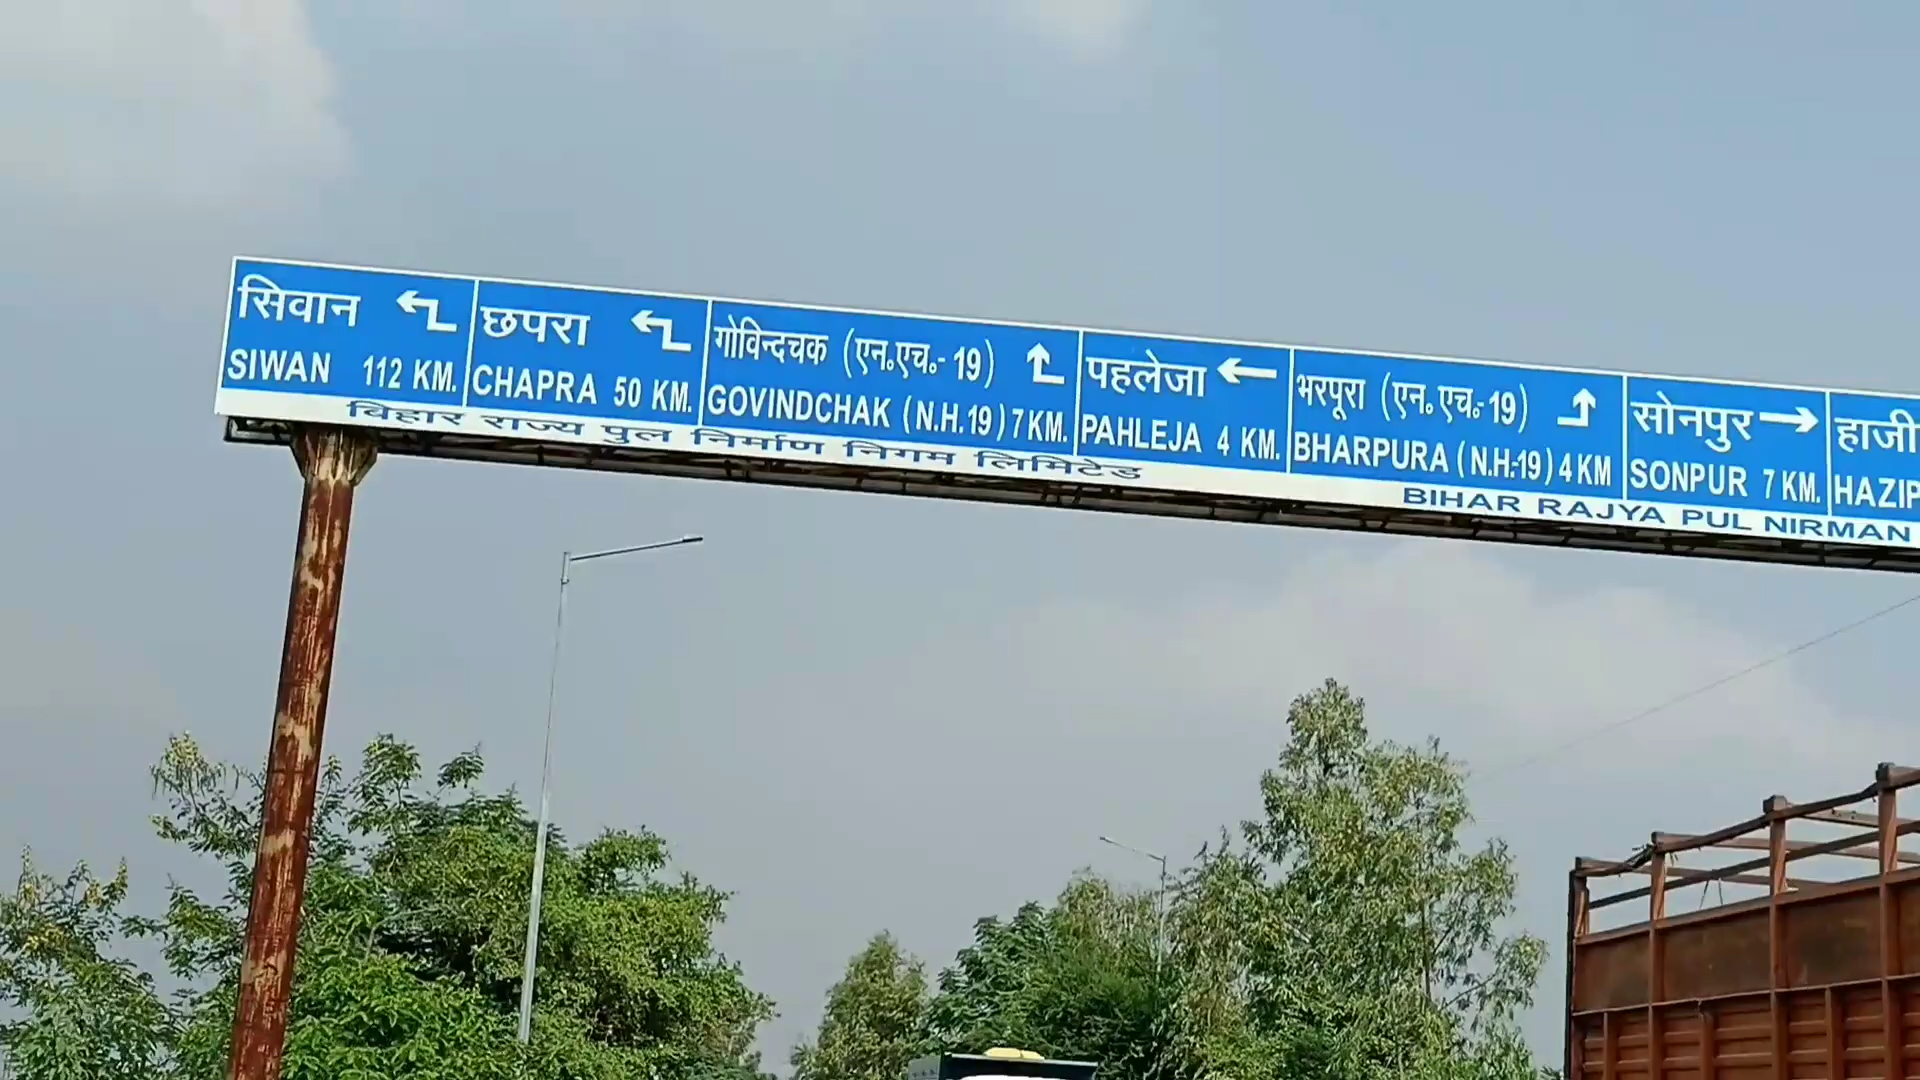 सिवान
SIWAN 112 KM.
छपरा
CHAPRA 50 KM.
गोविन्दचक (एन॰एच॰- 19)
GOVINDCHAK (N.H.19) 7 KM.
पहलेजा
PAHLEJA 4 KM.
भरपूरा (एन॰ एच॰-19)
BHARPURA (N.H.-19) 4 KM
सोनपुर
SONPUR 7 KM.
बिहार राज्य पुल निर्माण निगम लिमिटेड
BIHAR RAJYA PUL NIRMAN